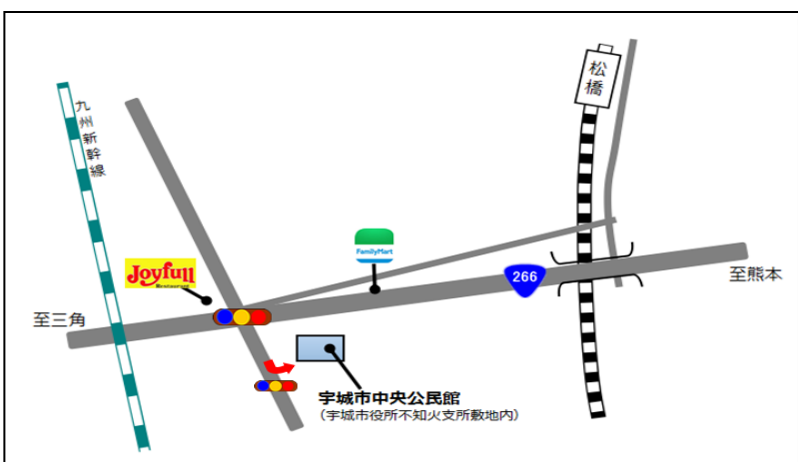 松橋
九州新幹線
FamilyMart
Joyfull
Restaurant
266
至熊本
至三角
宇城市中央公民館
（宇城市役所不知火支所敷地内）